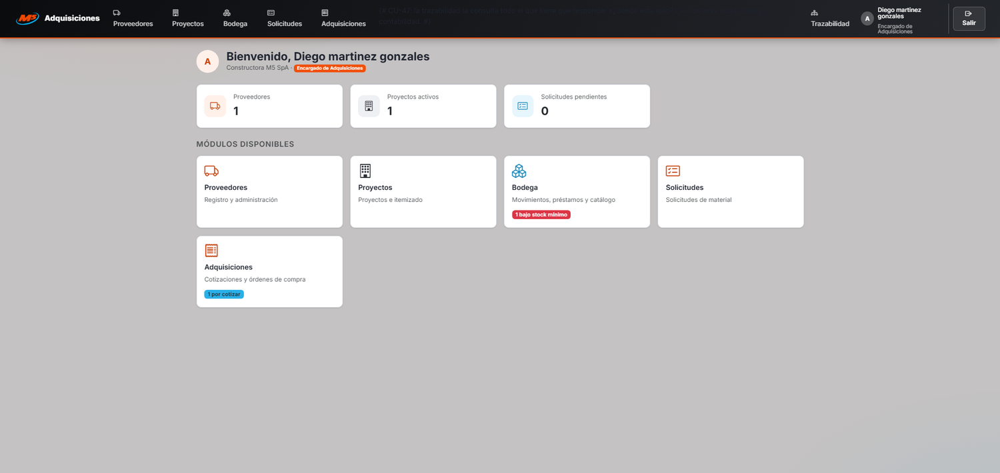 M5 Adquisiciones
Proveedores
Proyectos
Bodega
Solicitudes
Adquisiciones
{# CU-47: la trazabilidad la
contabilidad. #}
Trazabilidad
A
Diego martinez
gonzales
Encargado de
Adquisiciones
Salir
A
Bienvenido, Diego martinez gonzales
Constructora M5 SpA · Encargado de Adquisiciones
Proveedores
1
Proyectos activos
1
Solicitudes pendientes
0
MÓDULOS DISPONIBLES
Proveedores
Registro y administración
Proyectos
Proyectos e itemizado
Bodega
Movimientos, préstamos y catálogo
1 bajo stock mínimo
Solicitudes
Solicitudes de material
Adquisiciones
Cotizaciones y órdenes de compra
1 por cotizar